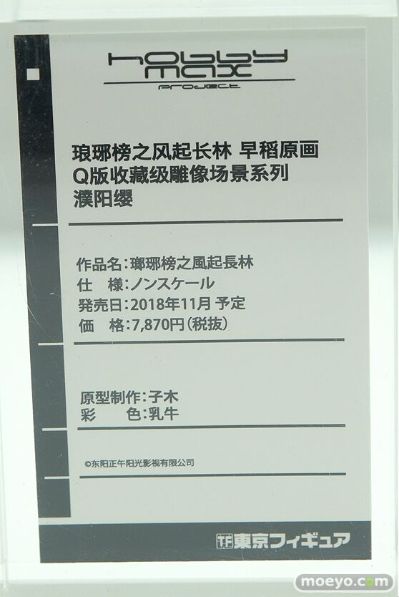 hobby
max
project
琅琊榜之风起长林 早稻原画
Q版收藏级雕像场景系列
濮阳缨
作品名：瑯琊榜之風起長林
仕　様：ノンスケール
発売日：2018年11月 予定
価　格：7,870円（税抜）
原型制作：子木
彩　色：乳牛
©东阳正午阳光影视有限公司
TF 東京フィギュア
moeyo.com